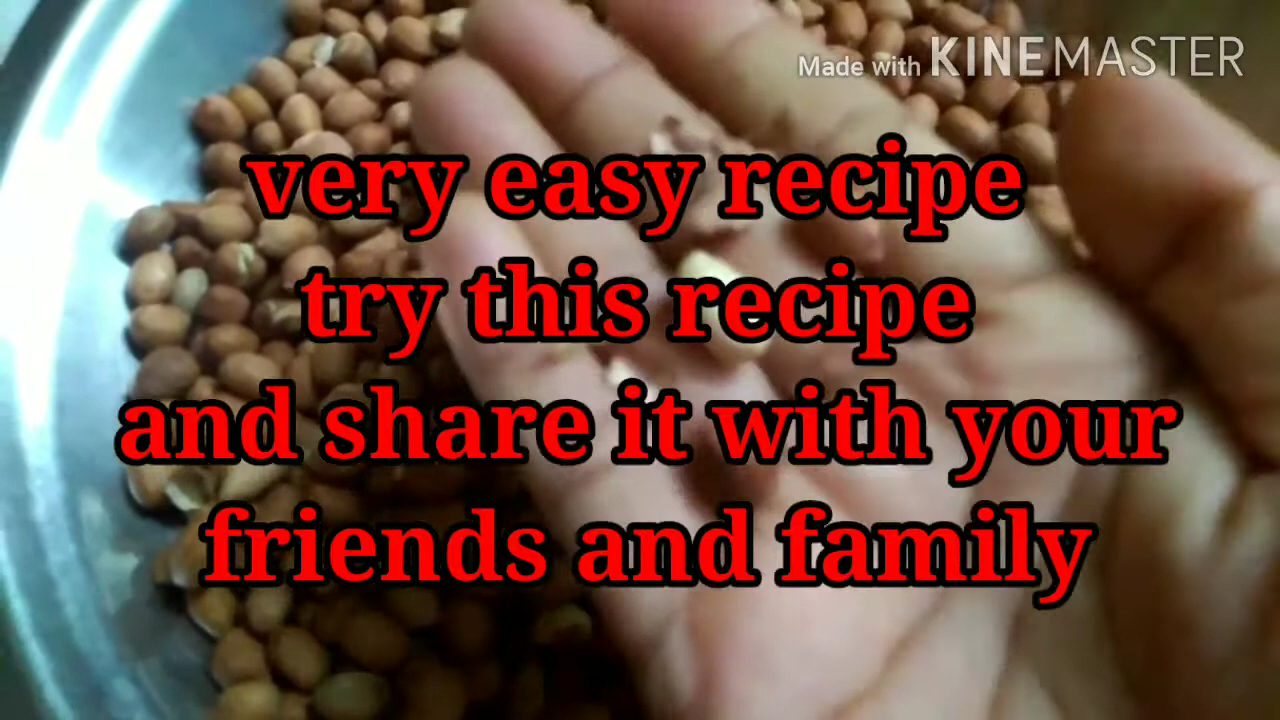 Made with KINEMASTER
very easy recipe
try this recipe
and share it with your
friends and family